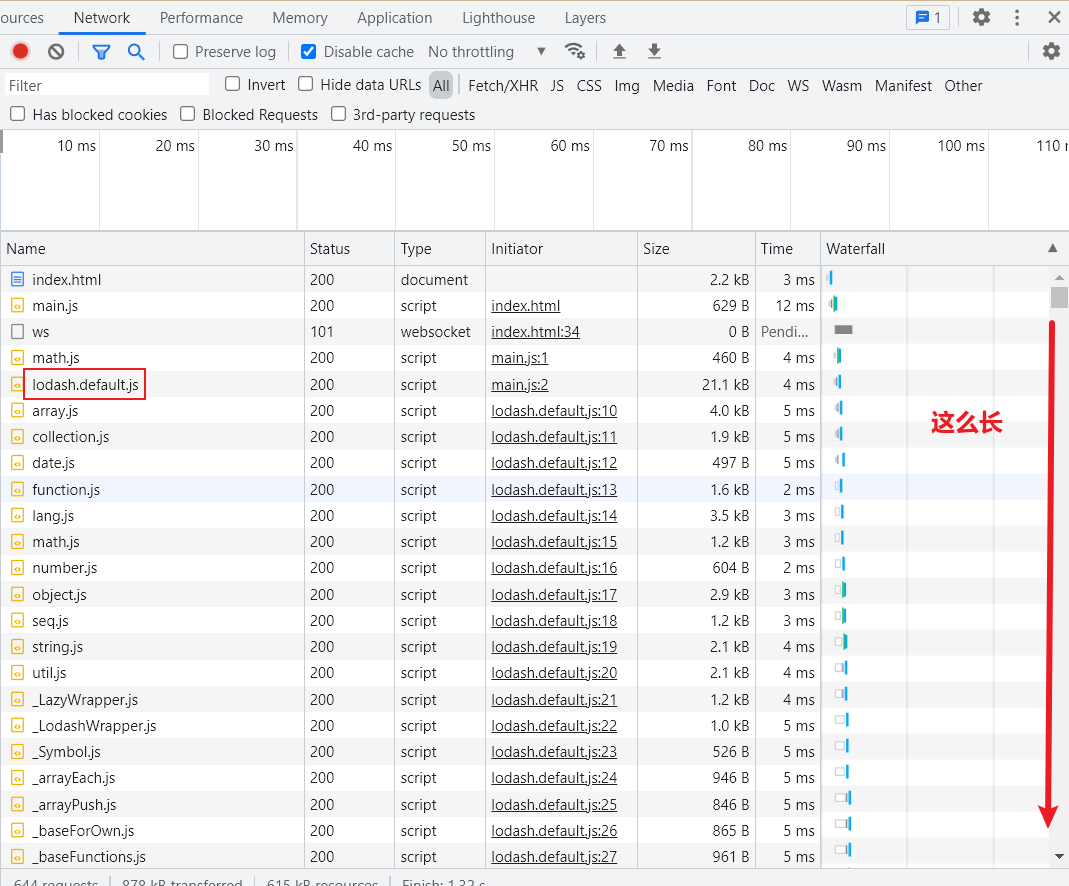 ources Network Performance Memory Application Lighthouse Layers 1
Preserve log Disable cache No throttling
Filter Invert Hide data URLs All Fetch/XHR JS CSS Img Media Font Doc WS Wasm Manifest Other
Has blocked cookies Blocked Requests 3rd-party requests
10 ms 20 ms 30 ms 40 ms 50 ms 60 ms 70 ms 80 ms 90 ms 100 ms 110 r
Name Status Type Initiator Size Time Waterfall
index.html 200 document 2.2 kB 3 ms
main.js 200 script index.html 629 B 12 ms
ws 101 websocket index.html:34 0 B Pendi...
math.js 200 script main.js:1 460 B 4 ms
lodash.default.js 200 script main.js:2 21.1 kB 4 ms
array.js 200 script lodash.default.js:10 4.0 kB 5 ms
这么长
collection.js 200 script lodash.default.js:11 1.9 kB 5 ms
date.js 200 script lodash.default.js:12 497 B 5 ms
function.js 200 script lodash.default.js:13 1.6 kB 2 ms
lang.js 200 script lodash.default.js:14 3.5 kB 3 ms
math.js 200 script lodash.default.js:15 1.2 kB 3 ms
number.js 200 script lodash.default.js:16 604 B 2 ms
object.js 200 script lodash.default.js:17 2.9 kB 3 ms
seq.js 200 script lodash.default.js:18 1.2 kB 3 ms
string.js 200 script lodash.default.js:19 2.1 kB 4 ms
util.js 200 script lodash.default.js:20 2.1 kB 4 ms
_LazyWrapper.js 200 script lodash.default.js:21 1.2 kB 4 ms
_LodashWrapper.js 200 script lodash.default.js:22 1.0 kB 5 ms
_Symbol.js 200 script lodash.default.js:23 526 B 5 ms
_arrayEach.js 200 script lodash.default.js:24 946 B 5 ms
_arrayPush.js 200 script lodash.default.js:25 846 B 5 ms
_baseForOwn.js 200 script lodash.default.js:26 865 B 5 ms
_baseFunctions.js 200 script lodash.default.js:27 961 B 5 ms
644 requests 878 kB transferred 615 kB resources Finish: 1.32 s